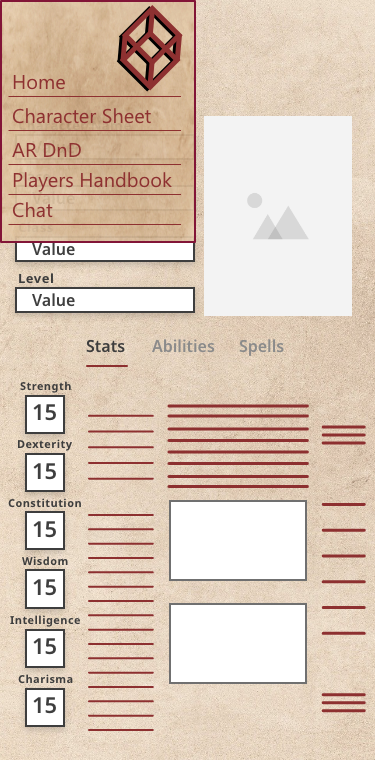 Home
Character Sheet
AR DnD
Players Handbook
Chat
Value
Level
Value
Stats Abilities Spells
Strength
15
Dexterity
15
Constitution
15
Wisdom
15
Intelligence
15
Charisma
15